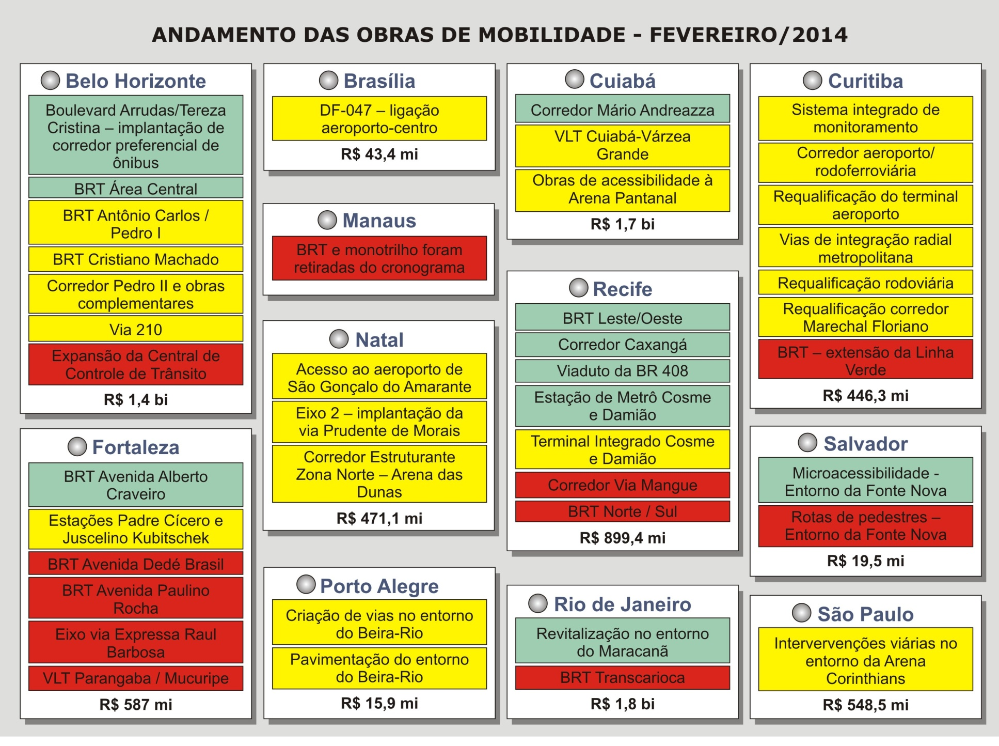 ANDAMENTO DAS OBRAS DE MOBILIDADE - FEVEREIRO/2014
Belo Horizonte
Boulevard Arrudas/Tereza
Cristina – implantação de
corredor preferencial de
ônibus
BRT Área Central
BRT Antônio Carlos /
Pedro I
BRT Cristiano Machado
Corredor Pedro II e obras
complementares
Via 210
Expansão da Central de
Controle de Trânsito
R$ 1,4 bi
Fortaleza
BRT Avenida Alberto
Craveiro
Estações Padre Cícero e
Juscelino Kubitschek
BRT Avenida Dedé Brasil
BRT Avenida Paulino
Rocha
Eixo via Expressa Raul
Barbosa
VLT Parangaba / Mucuripe
R$ 587 mi
Brasília
DF-047 – ligação
aeroporto-centro
R$ 43,4 mi
Manaus
BRT e monotrilho foram
retiradas do cronograma
Natal
Acesso ao aeroporto de
São Gonçalo do Amarante
Eixo 2 – implantação da
via Prudente de Morais
Corredor Estruturante
Zona Norte – Arena das
Dunas
R$ 471,1 mi
Porto Alegre
Criação de vias no entorno
do Beira-Rio
Pavimentação do entorno
do Beira-Rio
R$ 15,9 mi
Cuiabá
Corredor Mário Andreazza
VLT Cuiabá-Várzea
Grande
Obras de acessibilidade à
Arena Pantanal
R$ 1,7 bi
Recife
BRT Leste/Oeste
Corredor Caxangá
Viaduto da BR 408
Estação de Metrô Cosme
e Damião
Terminal Integrado Cosme
e Damião
Corredor Via Mangue
BRT Norte / Sul
R$ 899,4 mi
Rio de Janeiro
Revitalização no entorno
do Maracanã
BRT Transcarioca
R$ 1,8 bi
Curitiba
Sistema integrado de
monitoramento
Corredor aeroporto/
rodoferroviária
Requalificação do terminal
aeroporto
Vias de integração radial
metropolitana
Requalificação rodoviária
Requalificação corredor
Marechal Floriano
BRT – extensão da Linha
Verde
R$ 446,3 mi
Salvador
Microacessibilidade -
Entorno da Fonte Nova
Rotas de pedestres –
Entorno da Fonte Nova
R$ 19,5 mi
São Paulo
Intervervenções viárias no
entorno da Arena
Corinthians
R$ 548,5 mi